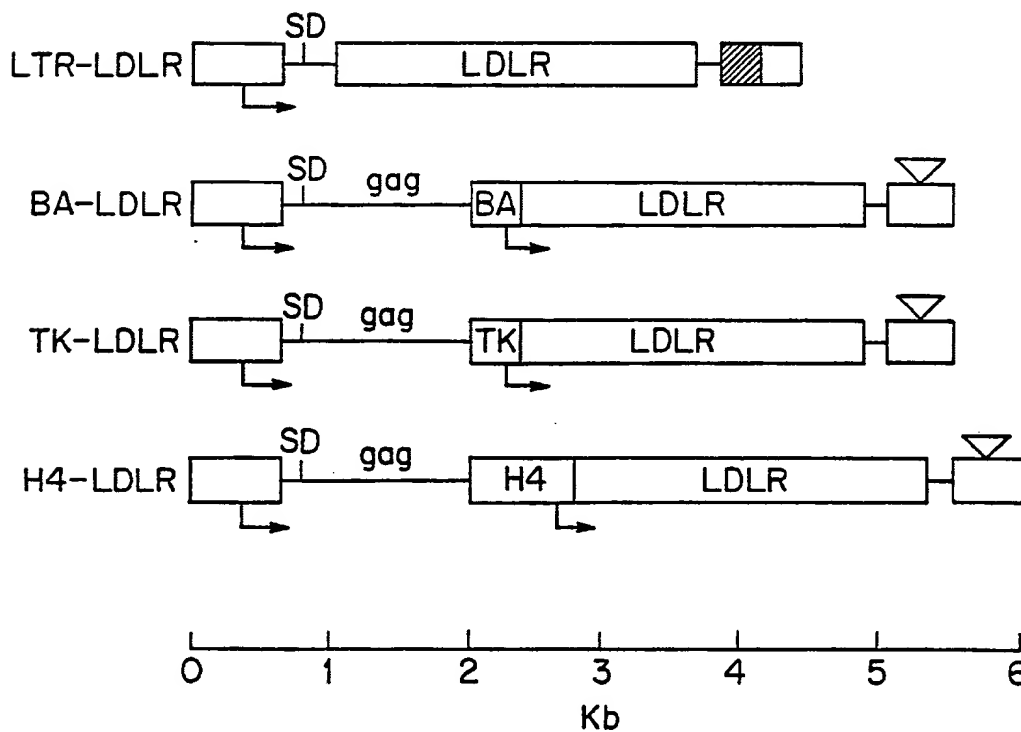 SD
LTR-LDLR LDLR
SD gag
BA-LDLR BA LDLR
SD gag
TK-LDLR TK LDLR
SD gag
H4-LDLR H4 LDLR
0 1 2 3 4 5 6
Kb